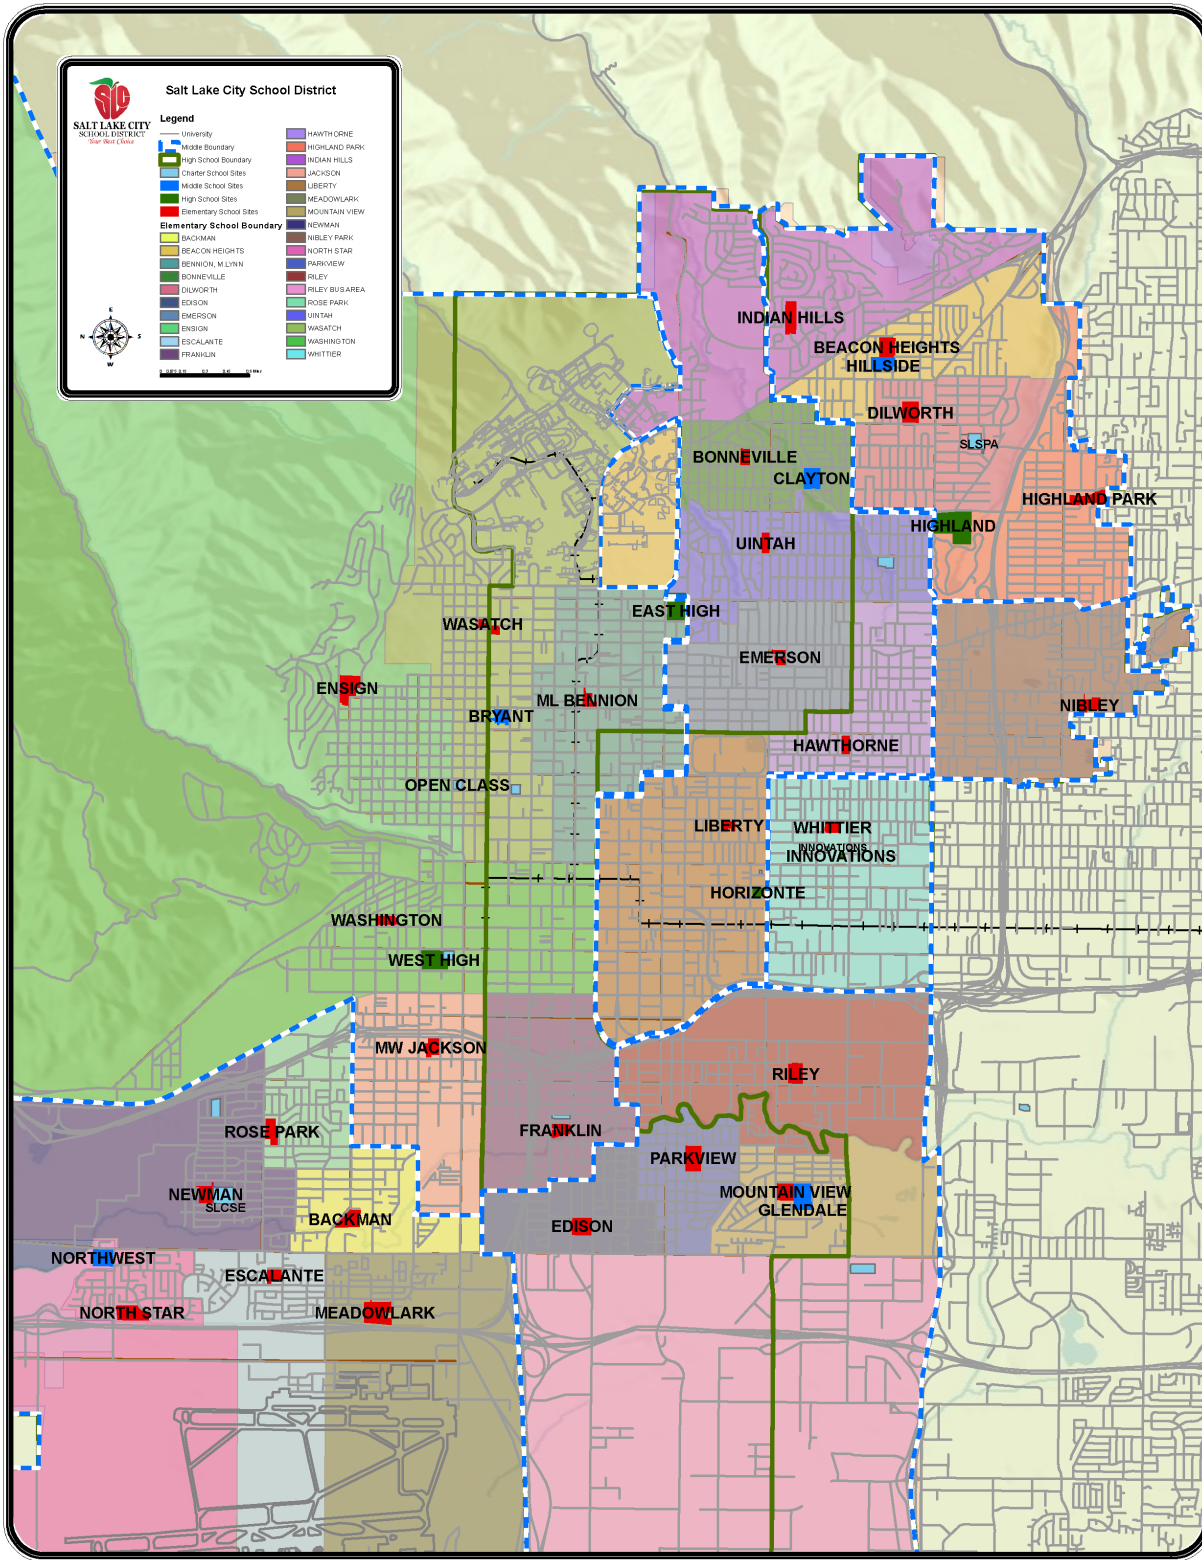 Salt Lake City School District
SLC
SALT LAKE CITY
SCHOOL DISTRICT
Your Best Choice
Legend
University
Middle Boundary
High School Boundary
Charter School Sites
Middle School Sites
High School Sites
Elementary School Sites
Elementary School Boundary
BACKMAN
BEACON HEIGHTS
BENNION, M.LYNN
BONNEVILLE
DILWORTH
EDISON
EMERSON
ENSIGN
ESCALANTE
FRANKLIN
HAWTHORNE
HIGHLAND PARK
INDIAN HILLS
JACKSON
LIBERTY
MEADOWLARK
MOUNTAIN VIEW
NEWMAN
NIBLEY PARK
NORTH STAR
PARKVIEW
RILEY
RILEY BUS AREA
ROSE PARK
UINTAH
WASATCH
WASHINGTON
WHITTIER
E
N
S
W
INDIAN HILLS
BEACON HEIGHTS
HILLSIDE
DILWORTH
SLSPA
BONNEVILLE
CLAYTON
HIGHLAND PARK
HIGHLAND
UINTAH
EAST HIGH
WASATCH
EMERSON
ENSIGN
ML BENNION
NIBLEY
BRYANT
HAWTHORNE
OPEN CLASS
LIBERTY
WHITTIER
INNOVATIONS
INNOVATIONS
HORIZONTE
WASHINGTON
WEST HIGH
MW JACKSON
RILEY
ROSE PARK
FRANKLIN
PARKVIEW
NEWMAN
SLCSE
MOUNTAIN VIEW
GLENDALE
BACKMAN
EDISON
NORTHWEST
ESCALANTE
NORTH STAR
MEADOWLARK